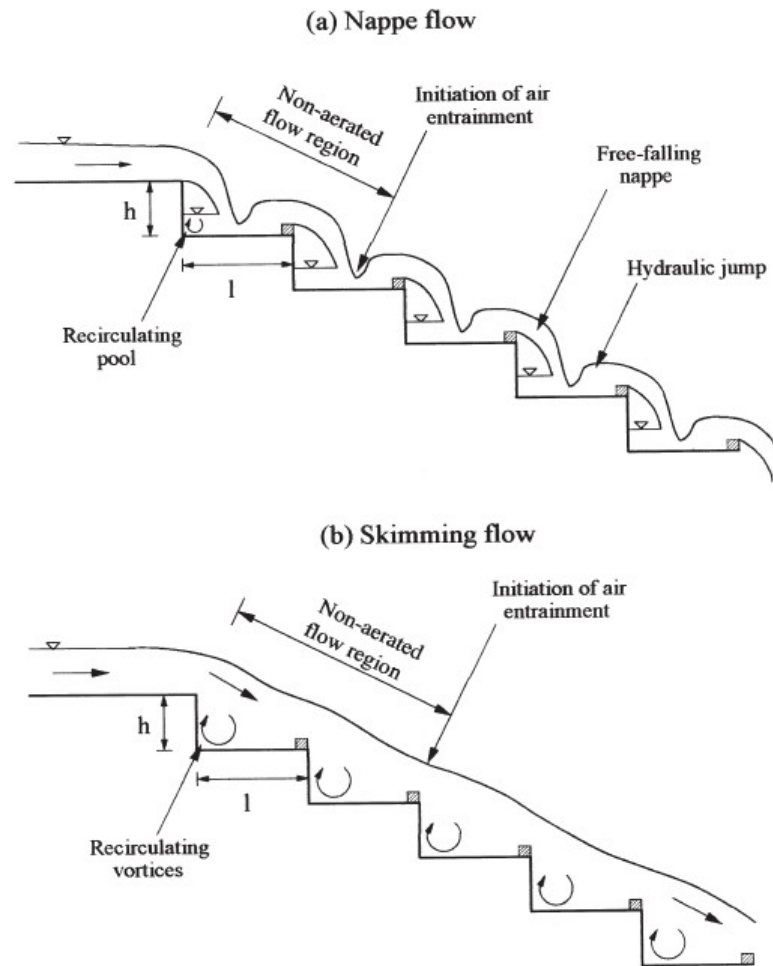 (a) Nappe flow
Non-aerated
flow region
Initiation of air
entrainment
Free-falling
nappe
Hydraulic jump
h
l
Recirculating
pool
(b) Skimming flow
Non-aerated
flow region
Initiation of air
entrainment
h
l
Recirculating
vortices